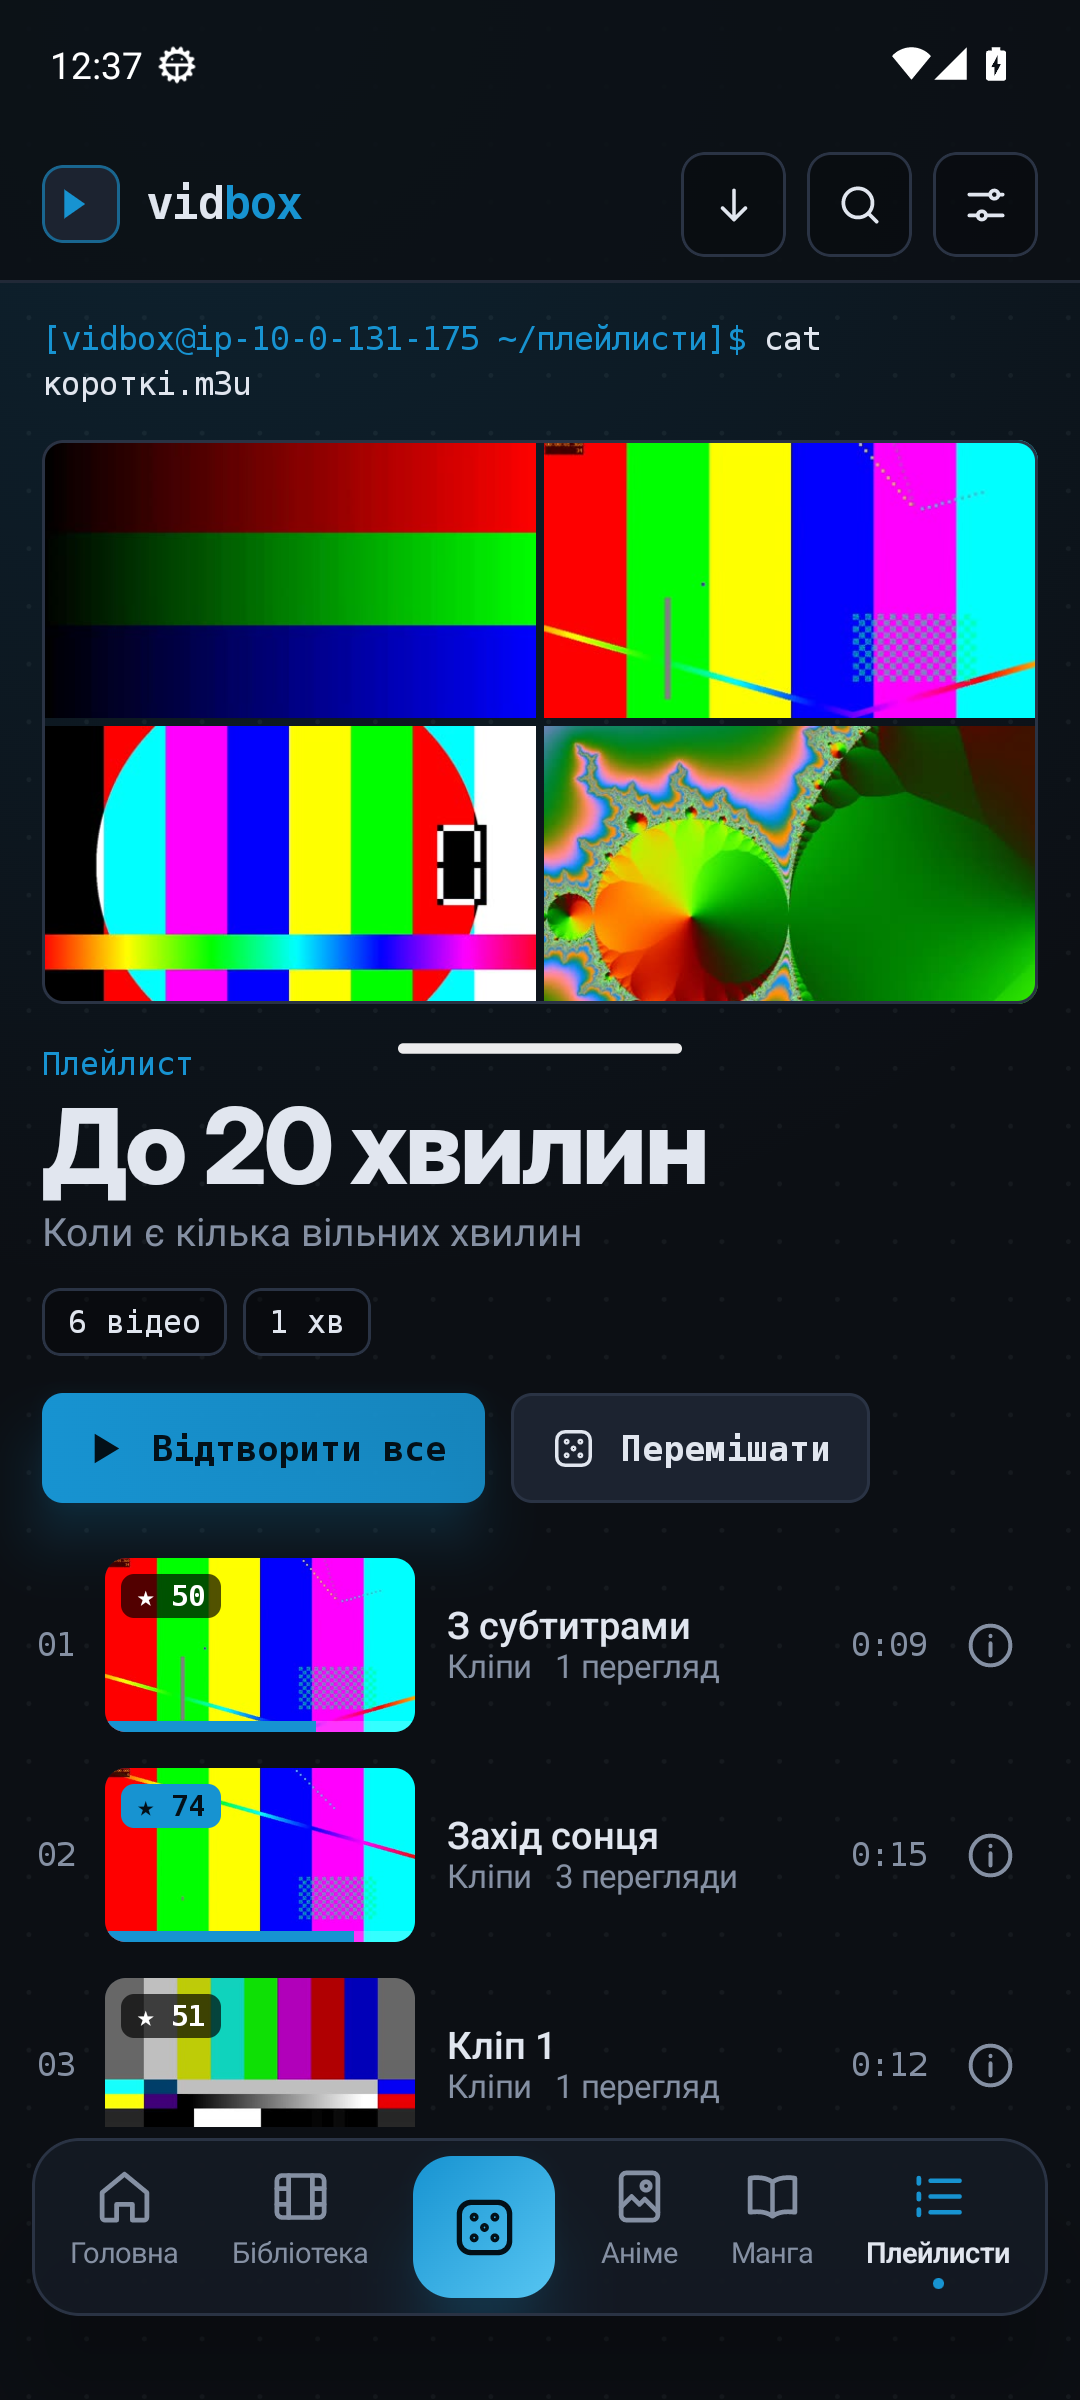 12:37
vidbox
[vidbox@ip-10-0-131-175 ~/плейлисти]$ cat
короткі.m3u
Плейлист
До 20 хвилин
Коли є кілька вільних хвилин
6 відео
1 хв
Відтворити все
Перемішати
01
★ 50
З субтитрами
Кліпи 1 перегляд
0:09
02
★ 74
Захід сонця
Кліпи 3 перегляди
0:15
03
★ 51
Кліп 1
Кліпи 1 перегляд
0:12
Головна
Бібліотека
Аніме
Манга
Плейлисти